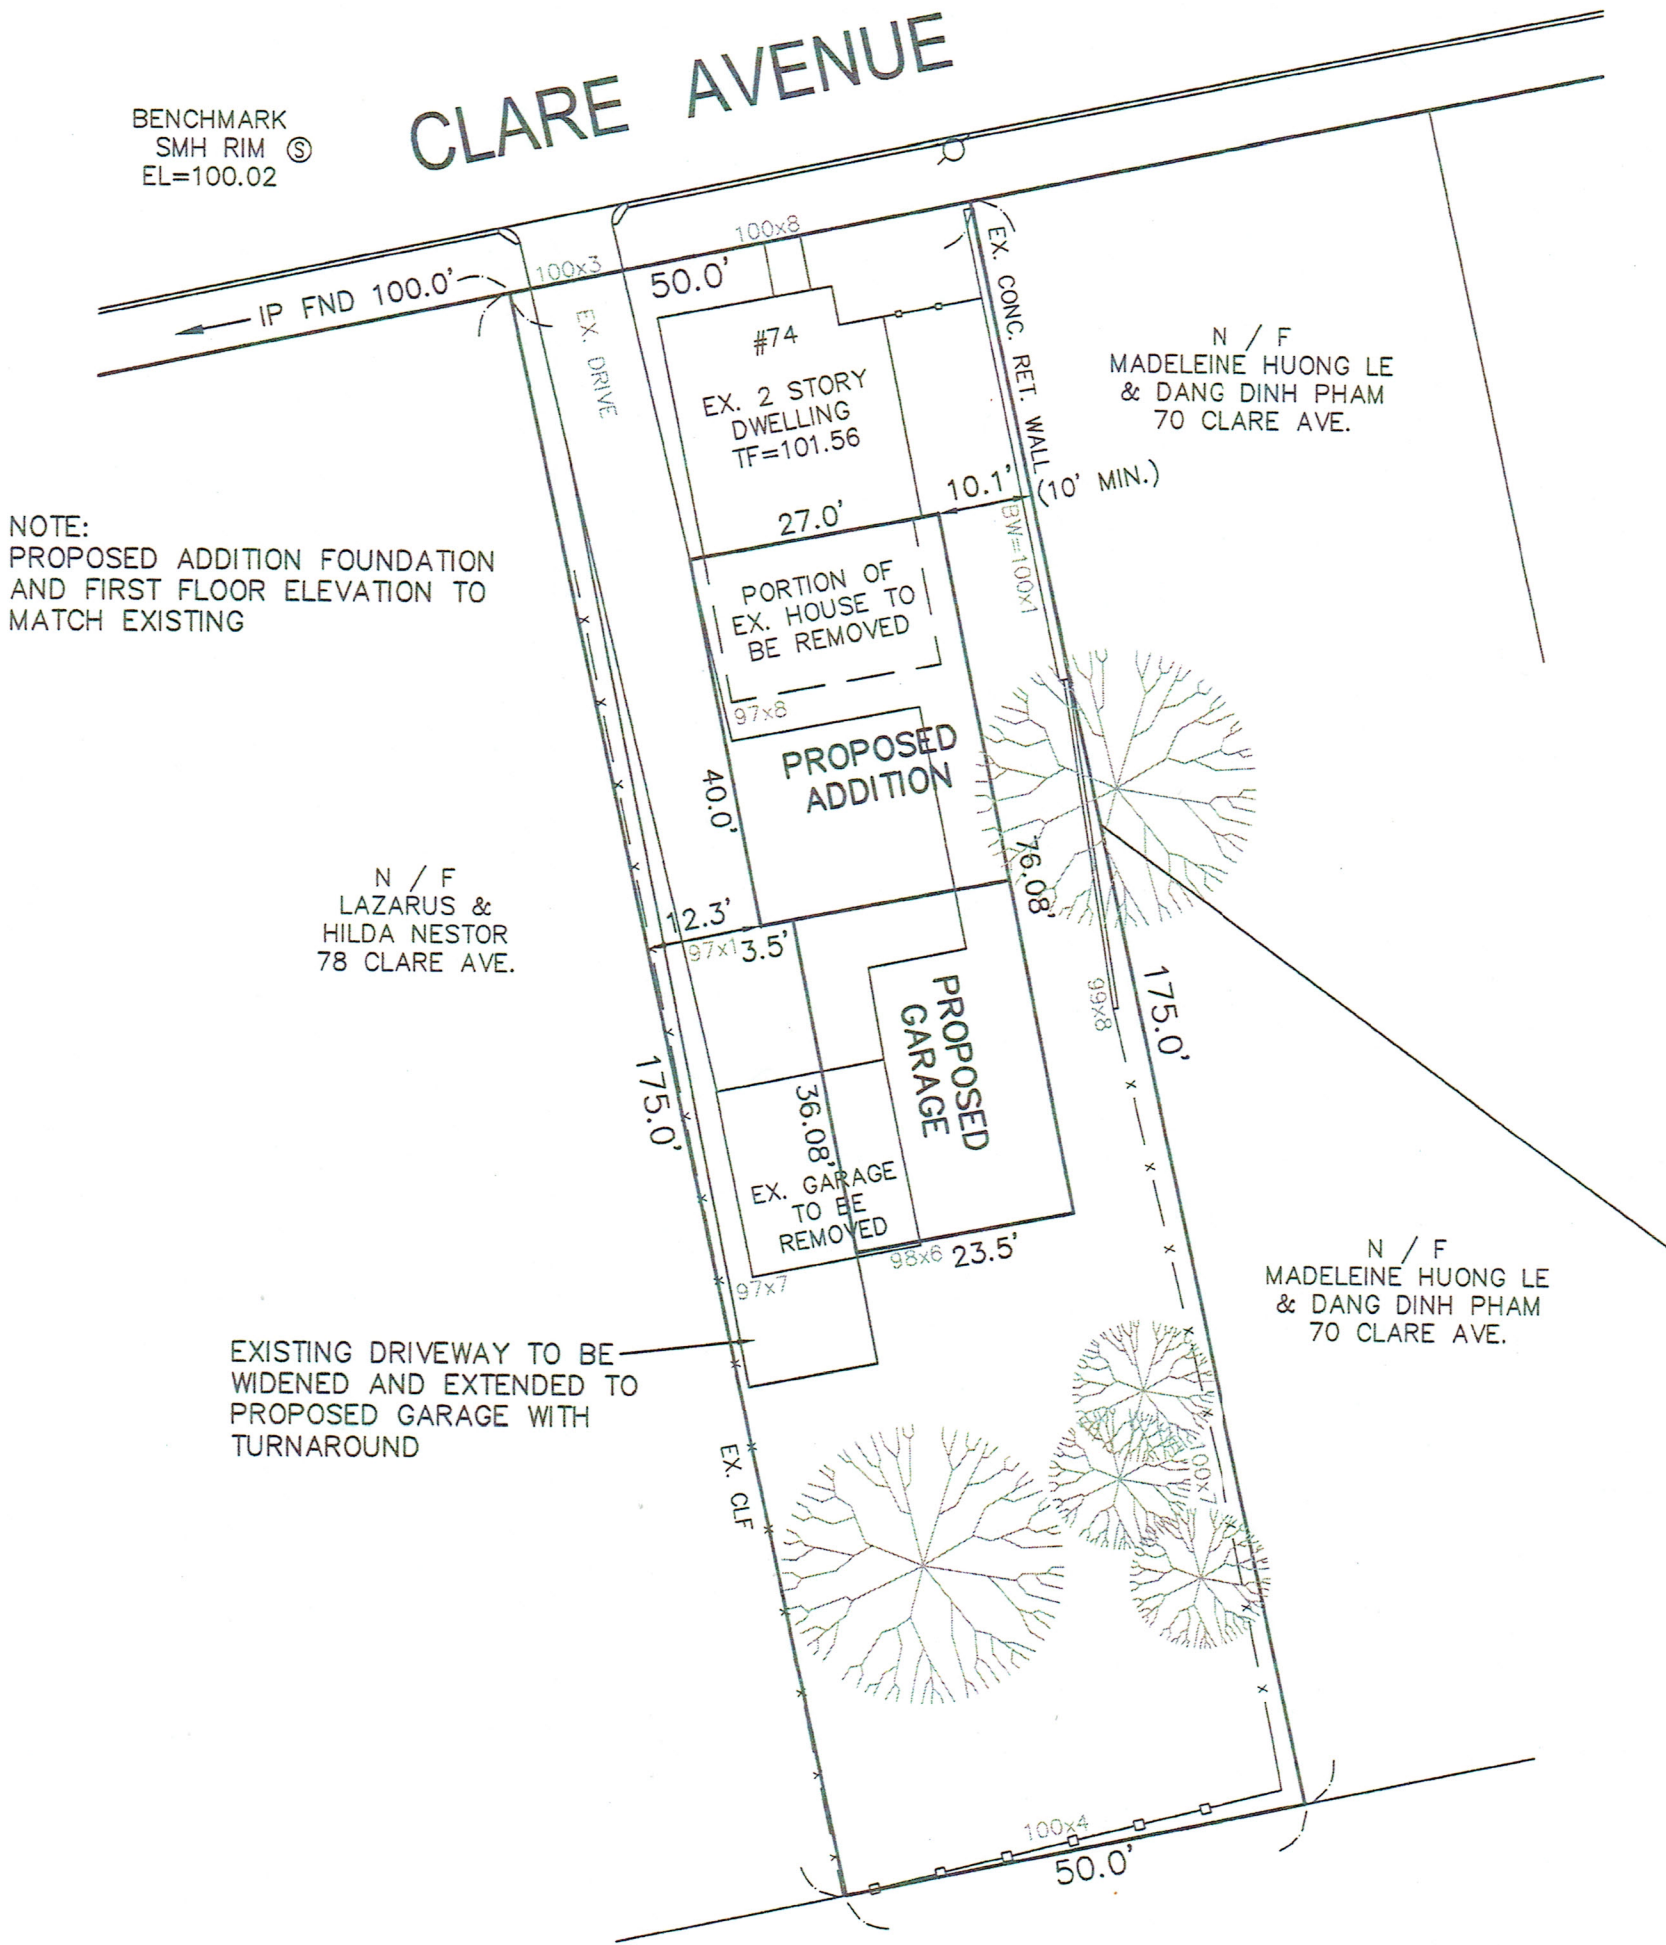 CLARE AVENUE
BENCHMARK
SMH RIM Ⓢ
EL=100.02
100x8
100x3
50.0'
IP FND 100.0'
EX. DRIVE
EX. CONC. RET. WALL
#74
EX. 2 STORY
DWELLING
TF=101.56
N / F
MADELEINE HUONG LE
& DANG DINH PHAM
70 CLARE AVE.
10.1'
(10' MIN.)
27.0'
BW=100x1
NOTE:
PROPOSED ADDITION FOUNDATION
AND FIRST FLOOR ELEVATION TO
MATCH EXISTING
PORTION OF
EX. HOUSE TO
BE REMOVED
97x8
PROPOSED
ADDITION
40.0'
76.08'
N / F
LAZARUS &
HILDA NESTOR
78 CLARE AVE.
12.3'
97x1
3.5'
PROPOSED
GARAGE
99x8
175.0'
175.0'
36.08'
EX. GARAGE
TO BE
REMOVED
98x6
23.5'
97x7
N / F
MADELEINE HUONG LE
& DANG DINH PHAM
70 CLARE AVE.
EXISTING DRIVEWAY TO BE
WIDENED AND EXTENDED TO
PROPOSED GARAGE WITH
TURNAROUND
EX. CLF
100x7
100x4
50.0'